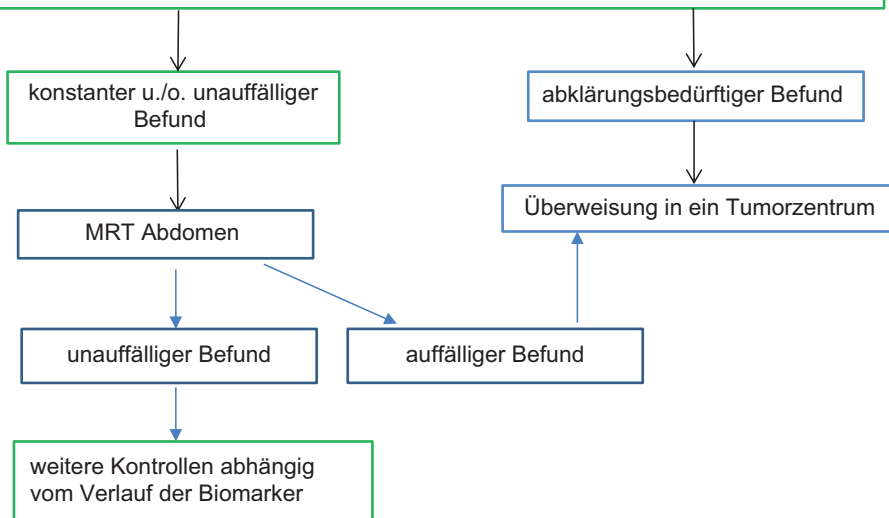 konstanter u./o. unauffälliger
Befund
abklärungsbedürftiger Befund
MRT Abdomen
Überweisung in ein Tumorzentrum
unauffälliger Befund
auffälliger Befund
weitere Kontrollen abhängig
vom Verlauf der Biomarker